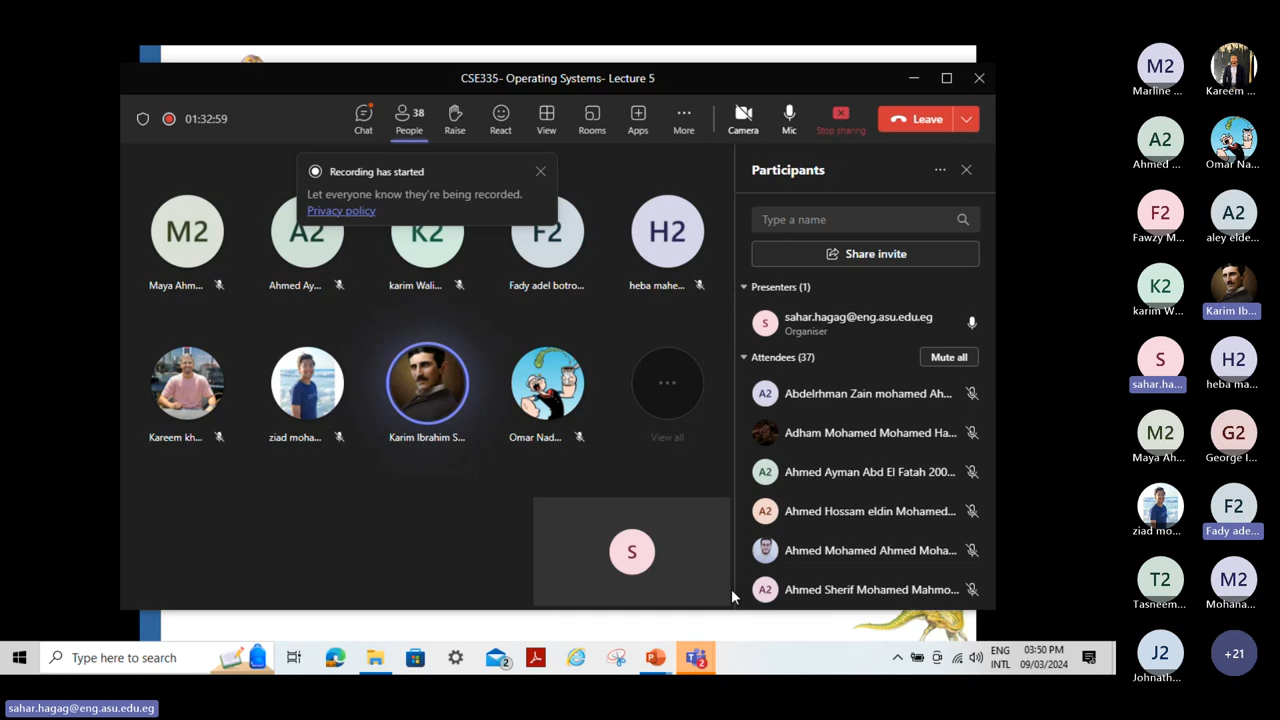 CSE335- Operating Systems- Lecture 5
01:32:59
Chat
38
People
Raise
React
View
Rooms
Apps
More
Camera
Mic
Stop sharing
Leave
Recording has started
Let everyone know they're being recorded.
Privacy policy
M2
A2
K2
F2
H2
Maya Ahm...
Ahmed Ay...
karim Wali...
Fady adel botro...
heba mahe...
Kareem kh...
ziad moha...
Karim Ibrahim S...
Omar Nad...
View all
S
Participants
Type a name
Share invite
Presenters (1)
S
sahar.hagag@eng.asu.edu.eg
Organiser
Attendees (37)
Mute all
A2
Abdelrhman Zain mohamed Ah...
Adham Mohamed Mohamed Ha...
A2
Ahmed Ayman Abd El Fatah 200...
A2
Ahmed Hossam eldin Mohamed...
Ahmed Mohamed Ahmed Moha...
A2
Ahmed Sherif Mohamed Mahmo...
M2
Marline ...
Kareem ...
A2
Ahmed ...
Omar Na...
F2
Fawzy M...
A2
aley elde...
K2
karim W...
Karim Ib...
S
sahar.ha...
H2
heba ma...
M2
Maya Ah...
G2
George I...
ziad mo...
F2
Fady ade...
T2
Tasneem...
M2
Mohana...
J2
Johnath...
+21
Type here to search
2
2
ENG
INTL
03:50 PM
09/03/2024
sahar.hagag@eng.asu.edu.eg